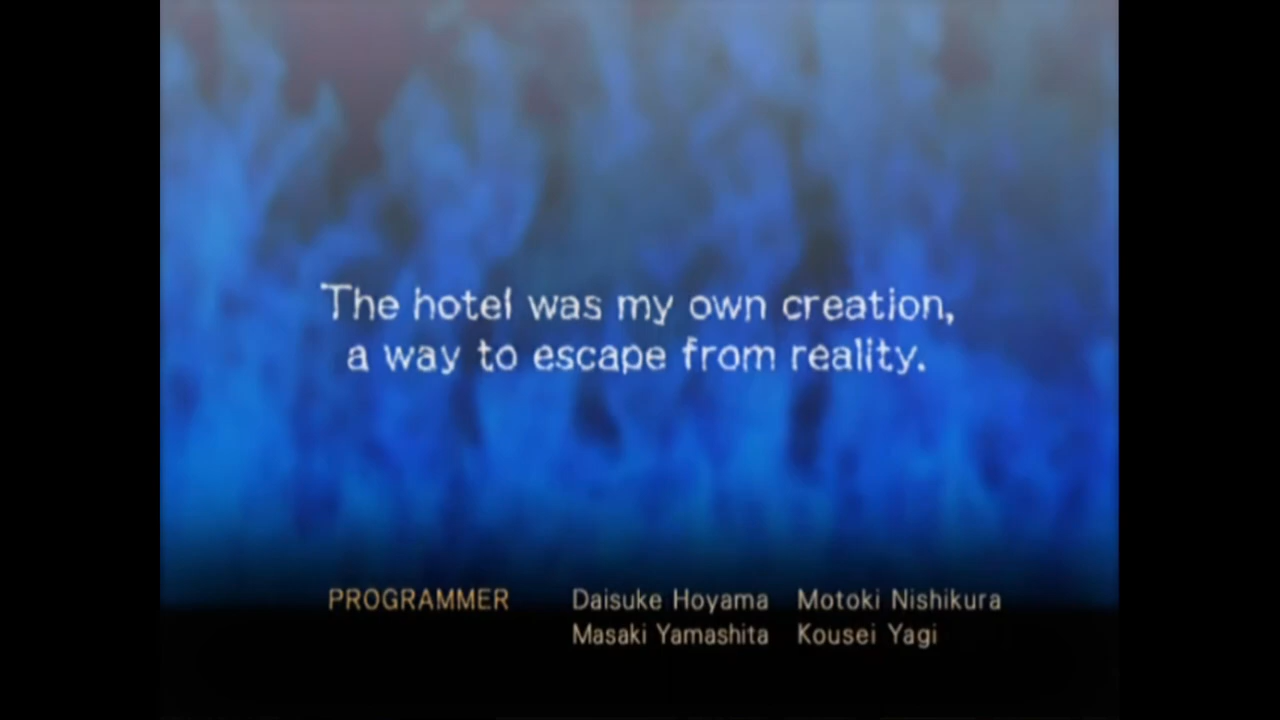 The hotel was my own creation,
a way to escape from reality.
PROGRAMMER Daisuke Hoyama Motoki Nishikura
Masaki Yamashita Kousei Yagi